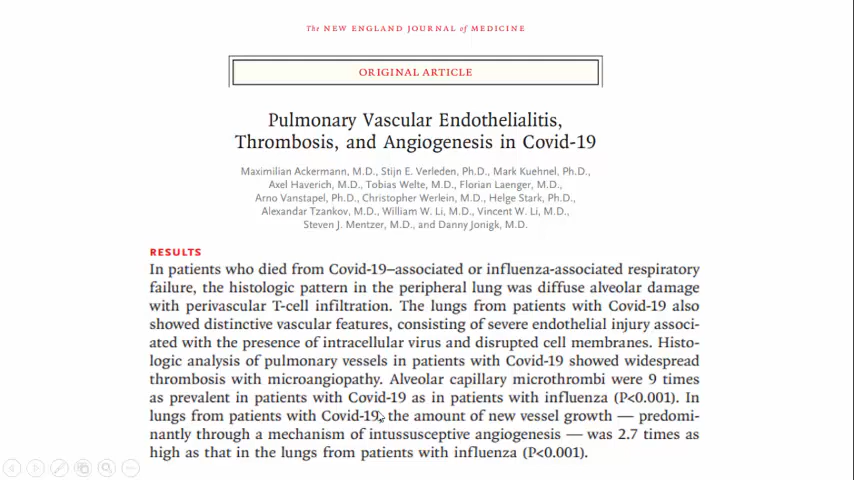 The NEW ENGLAND JOURNAL of MEDICINE
ORIGINAL ARTICLE
Pulmonary Vascular Endothelialitis,
Thrombosis, and Angiogenesis in Covid-19
Maximilian Ackermann, M.D., Stijn E. Verleden, Ph.D., Mark Kuehnel, Ph.D.,
Axel Haverich, M.D., Tobias Welte, M.D., Florian Laenger, M.D.,
Arno Vanstapel, Ph.D., Christopher Werlein, M.D., Helge Stark, Ph.D.,
Alexandar Tzankov, M.D., William W. Li, M.D., Vincent W. Li, M.D.,
Steven J. Mentzer, M.D., and Danny Jonigk, M.D.
RESULTS
In patients who died from Covid-19–associated or influenza-associated respiratory
failure, the histologic pattern in the peripheral lung was diffuse alveolar damage
with perivascular T-cell infiltration. The lungs from patients with Covid-19 also
showed distinctive vascular features, consisting of severe endothelial injury associ-
ated with the presence of intracellular virus and disrupted cell membranes. Histo-
logic analysis of pulmonary vessels in patients with Covid-19 showed widespread
thrombosis with microangiopathy. Alveolar capillary microthrombi were 9 times
as prevalent in patients with Covid-19 as in patients with influenza (P<0.001). In
lungs from patients with Covid-19, the amount of new vessel growth — predomi-
nantly through a mechanism of intussusceptive angiogenesis — was 2.7 times as
high as that in the lungs from patients with influenza (P<0.001).